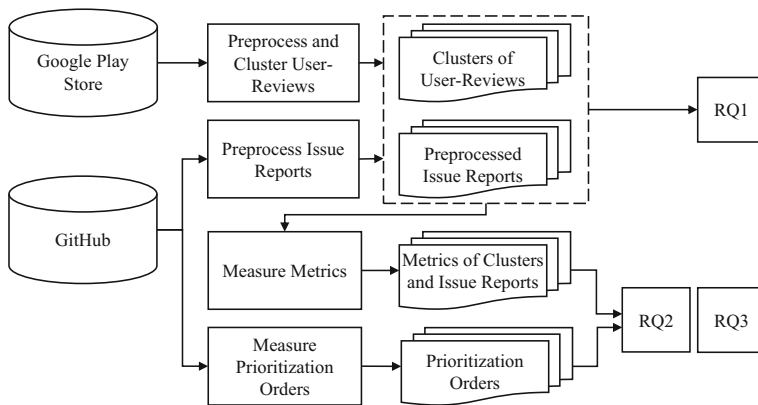 Google Play
Store
Preprocess and
Cluster User-
Reviews
Clusters of
User-Reviews
RQ1
Preprocess Issue
Reports
Preprocessed
Issue Reports
GitHub
Measure Metrics
Metrics of Clusters
and Issue Reports
RQ2
RQ3
Measure
Prioritization
Orders
Prioritization
Orders